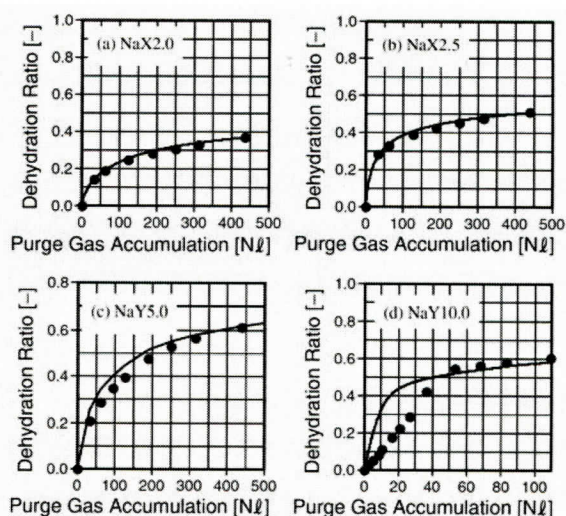 (a) NaX2.0
Dehydration Ratio [–]
1.0
0.8
0.6
0.4
0.2
0.0
0 100 200 300 400 500
Purge Gas Accumulation [Nℓ]
(b) NaX2.5
Dehydration Ratio [–]
1.0
0.8
0.6
0.4
0.2
0.0
0 100 200 300 400 500
Purge Gas Accumulation [Nℓ]
(c) NaY5.0
Dehydration Ratio [–]
0.8
0.6
0.4
0.2
0.0
0 100 200 300 400 500
Purge Gas Accumulation [Nℓ]
(d) NaY10.0
Dehydration Ratio [–]
1.0
0.8
0.6
0.4
0.2
0.0
0 20 40 60 80 100
Purge Gas Accumulation [Nℓ]